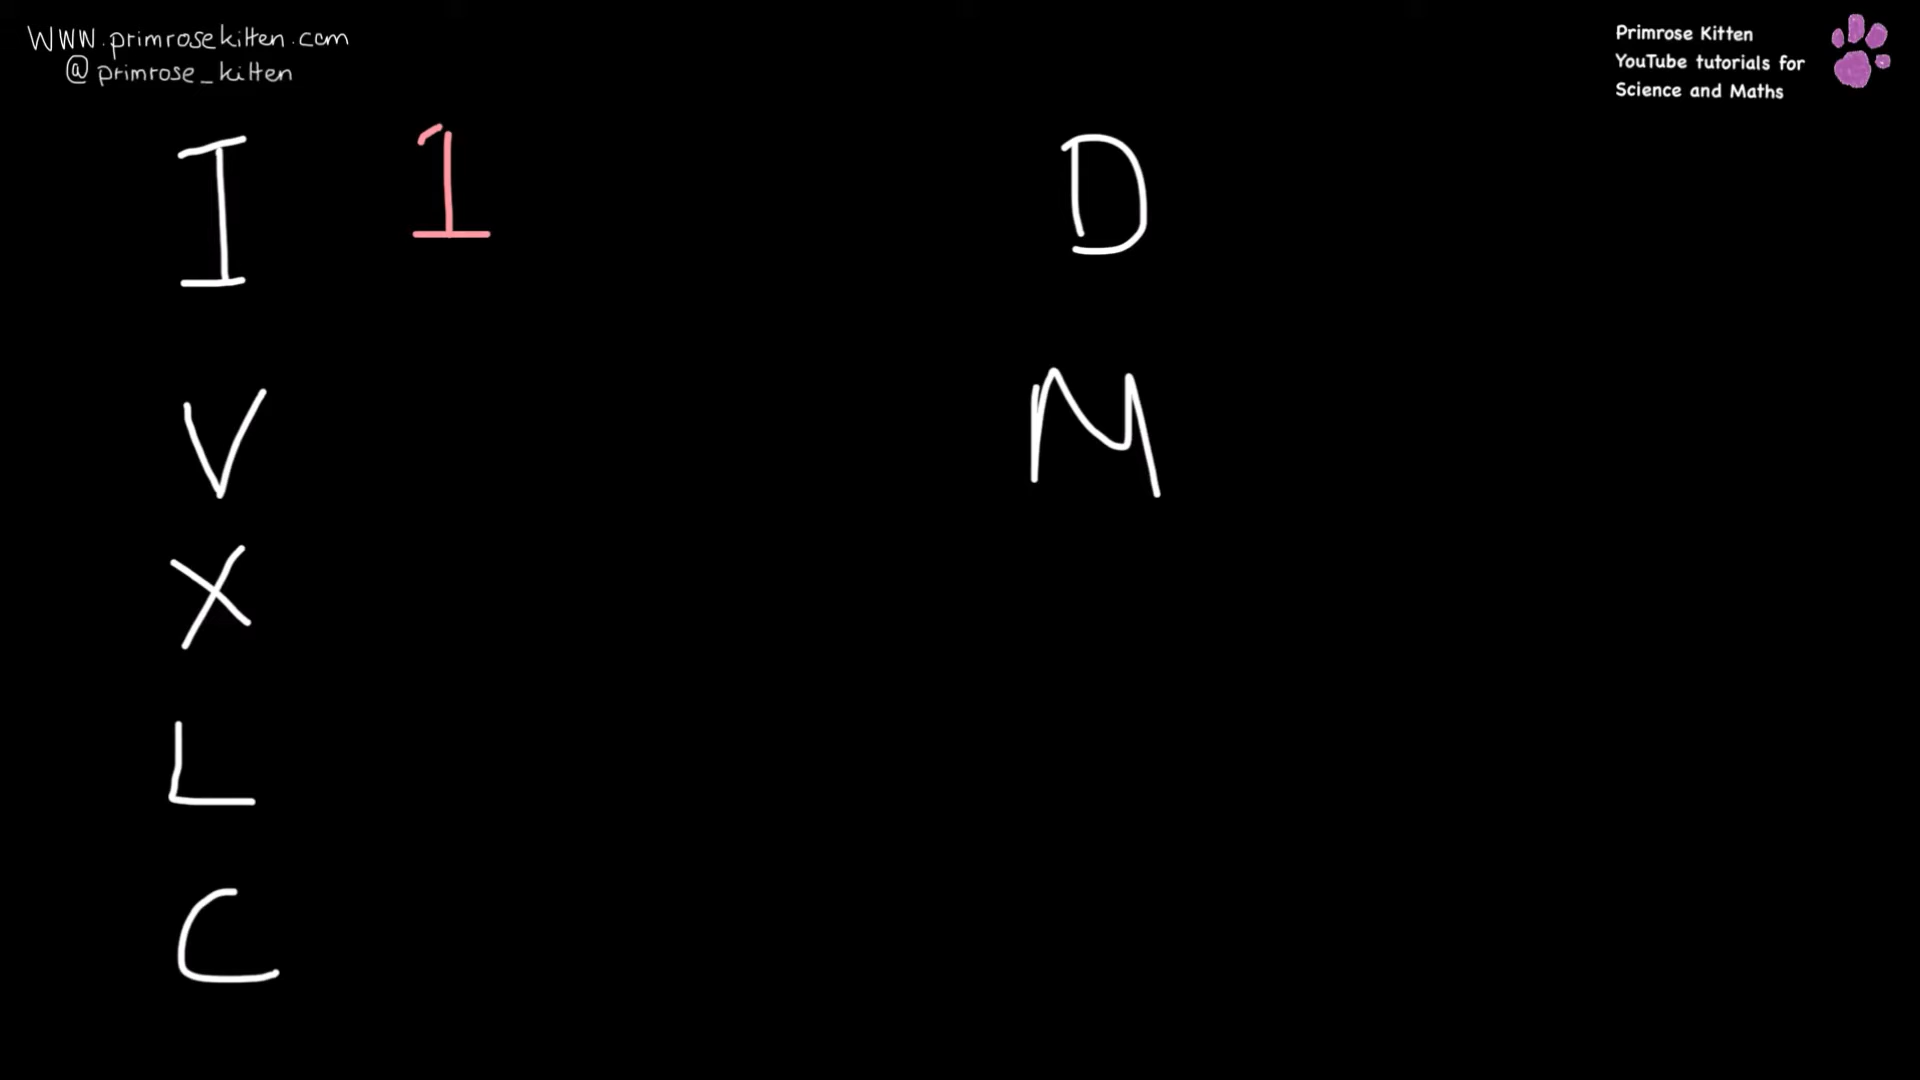 www.primrosekitten.com
@primrose_kitten
Primrose Kitten
YouTube tutorials for
Science and Maths
I 1
V
X
L
C
D
M